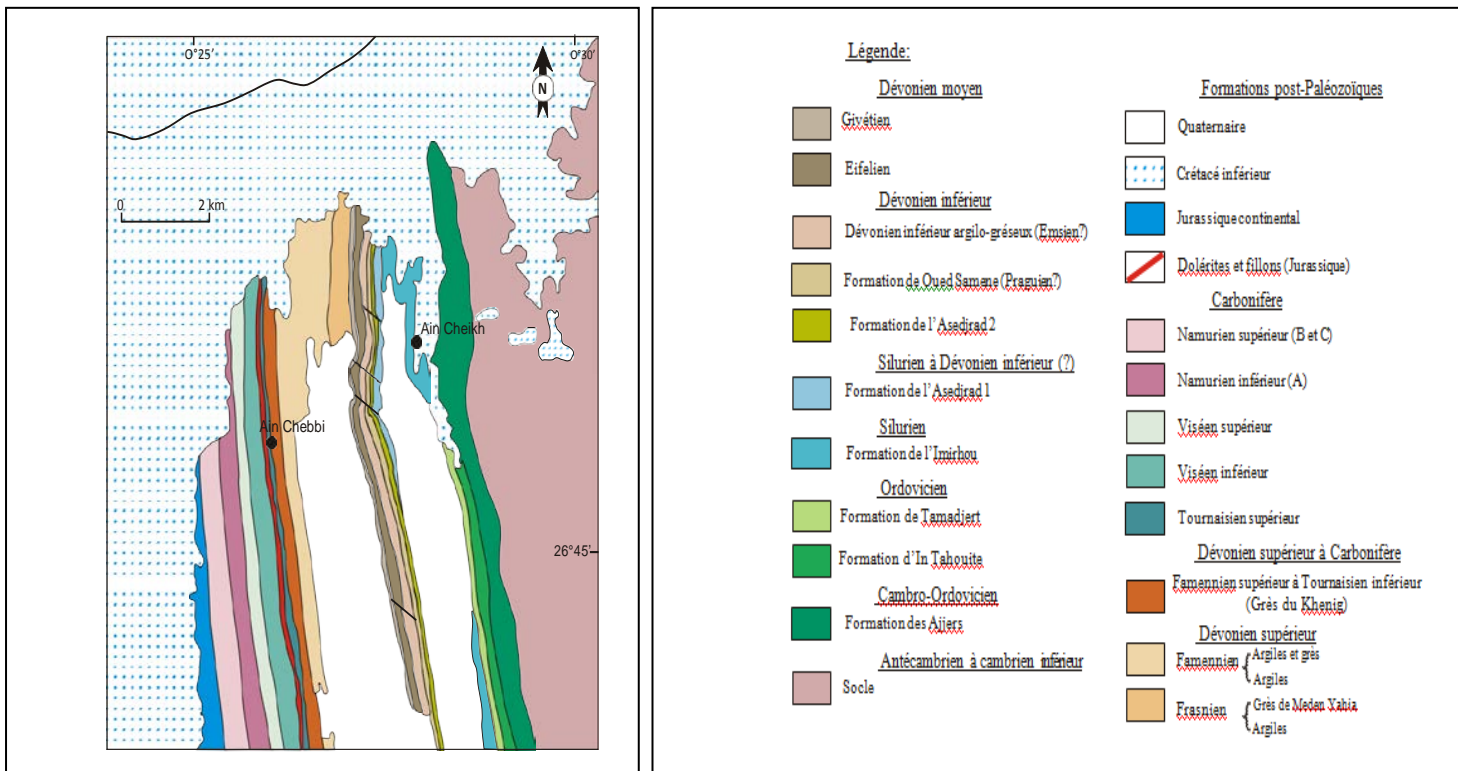 0°25'
0°30'
N
0 2 km
Ain Cheikh
Ain Chebbi
26°45'
Légende:
Dévonien moyen
Givétien
Eifelien
Dévonien inférieur
Dévonien inférieur argilo-gréseux (Emsien?)
Formation de Oued Samene (Praguien?)
Formation de l'Asedjrad 2
Silurien à Dévonien inférieur (?)
Formation de l'Asedjrad 1
Silurien
Formation de l'Imirhou
Ordovicien
Formation de Tamadjert
Formation d'In Tahouite
Cambro-Ordovicien
Formation des Ajjers
Antécambrien à cambrien inférieur
Socle
Formations post-Paléozoïques
Quaternaire
Crétacé inférieur
Jurassique continental
Dolérites et fillons (Jurassique)
Carbonifère
Namurien supérieur (B et C)
Namurien inférieur (A)
Viséen supérieur
Viséen inférieur
Tournaisien supérieur
Dévonien supérieur à Carbonifère
Famennien supérieur à Tournaisien inférieur
(Grès du Khenig)
Dévonien supérieur
Famennien { Argiles et grès
Argiles
Frasnien { Grès de Meden Yahia
Argiles